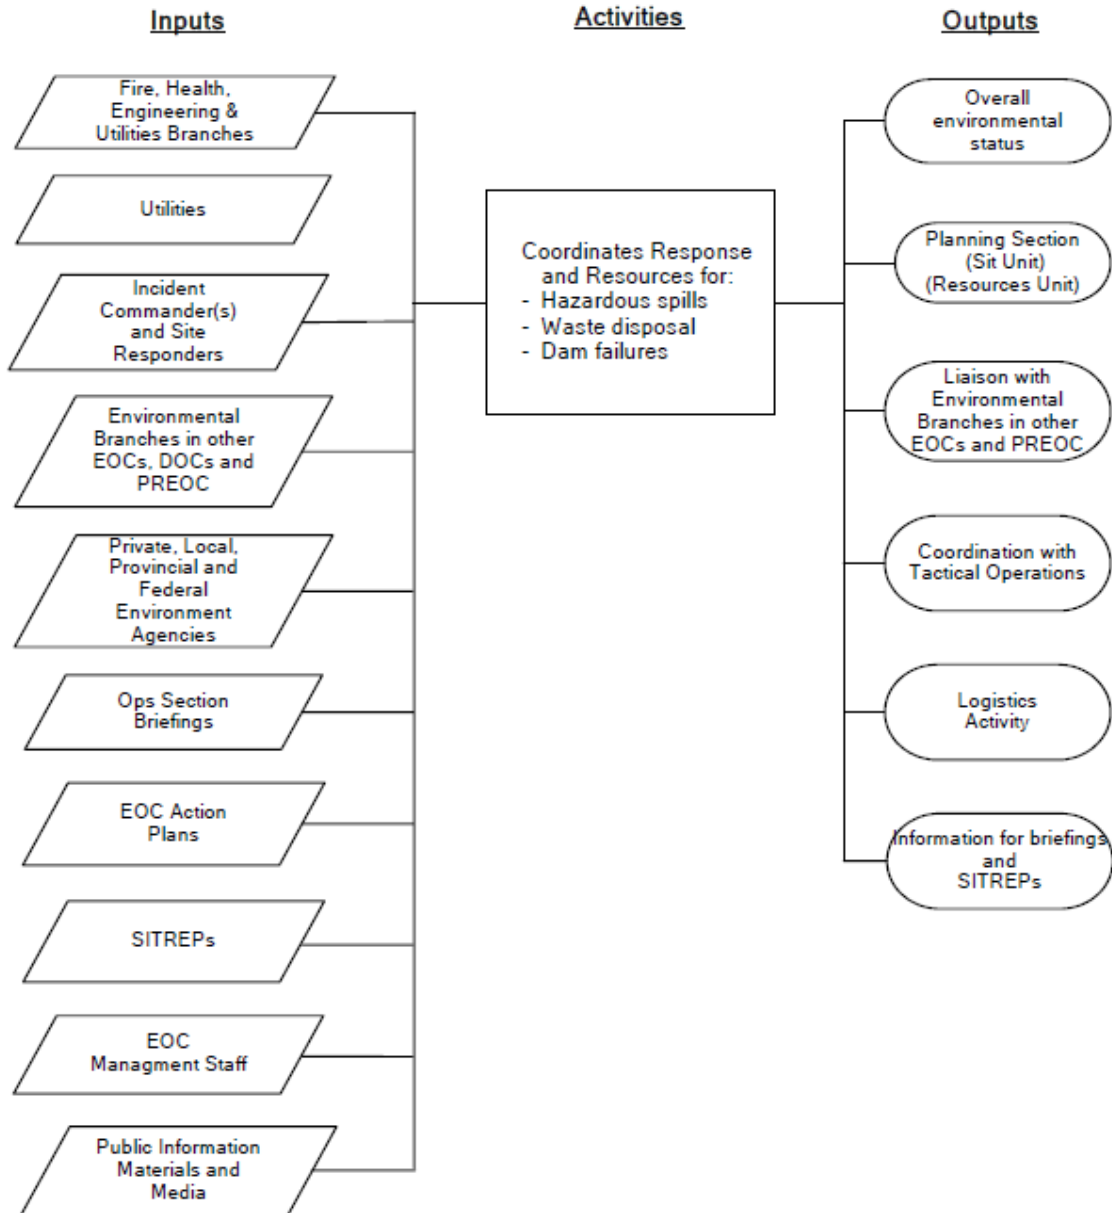 Inputs
Activities
Outputs
Fire, Health,
Engineering &
Utilities Branches
Utilities
Incident
Commander(s)
and Site
Responders
Environmental
Branches in other
EOCs, DOCs and
PREOC
Private, Local,
Provincial and
Federal
Environment
Agencies
Ops Section
Briefings
EOC Action
Plans
SITREPs
EOC
Managment Staff
Public Information
Materials and
Media
Coordinates Response
and Resources for:
- Hazardous spills
- Waste disposal
- Dam failures
Overall
environmental
status
Planning Section
(Sit Unit)
(Resources Unit)
Liaison with
Environmental
Branches in other
EOCs and PREOC
Coordination with
Tactical Operations
Logistics
Activity
Information for briefings
and
SITREPs